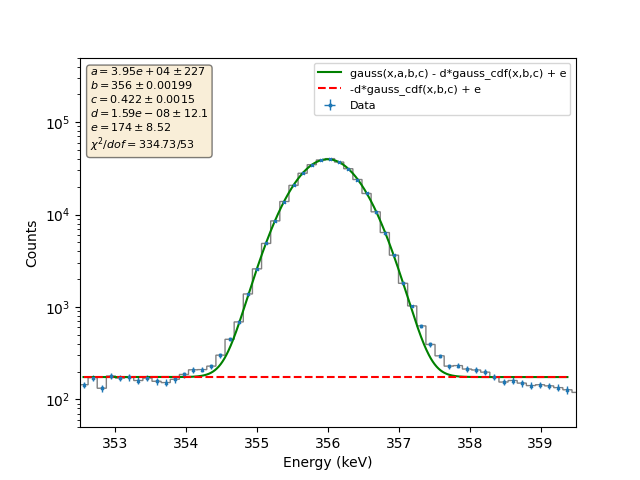 a = 3.95e + 04 ± 227
b = 356 ± 0.00199
c = 0.422 ± 0.0015
d = 1.59e − 08 ± 12.1
e = 174 ± 8.52
χ²/dof = 334.73/53
gauss(x,a,b,c) - d*gauss_cdf(x,b,c) + e
-d*gauss_cdf(x,b,c) + e
Data
10⁵
10⁴
10³
10²
Counts
353 354 355 356 357 358 359
Energy (keV)